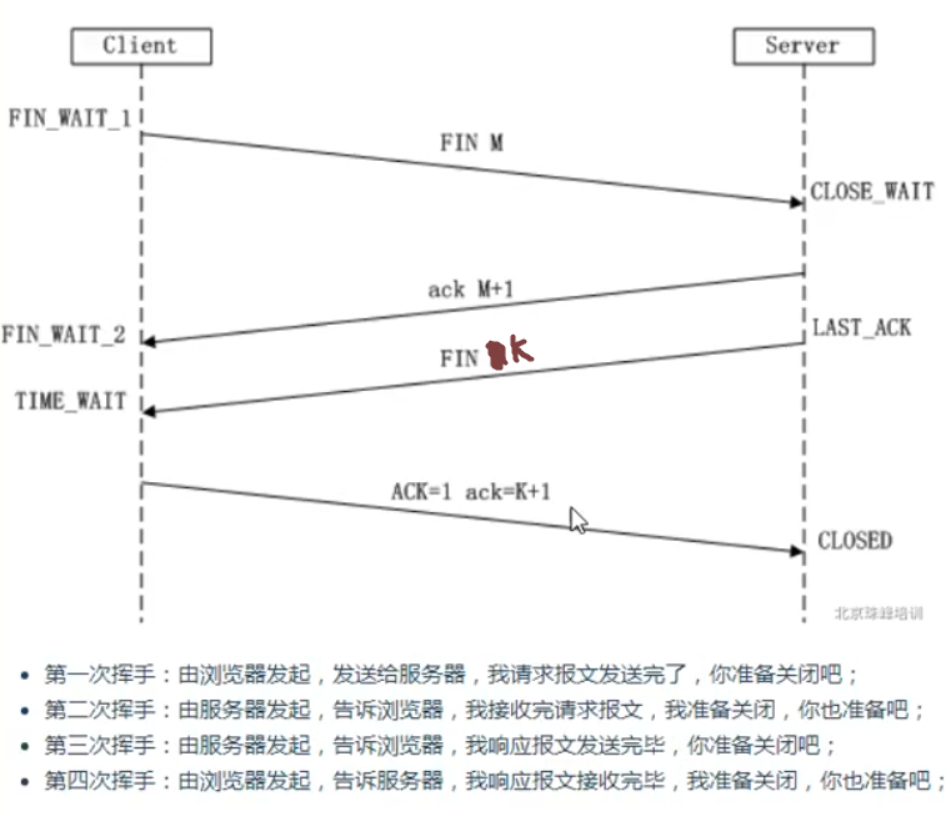 Client
Server
FIN_WAIT_1
FIN M
CLOSE_WAIT
ack M+1
FIN_WAIT_2
LAST_ACK
FIN K
TIME_WAIT
ACK=1 ack=K+1
CLOSED
北京珠峰培训
• 第一次挥手：由浏览器发起，发送给服务器，我请求报文发送完了，你准备关闭吧；
• 第二次挥手：由服务器发起，告诉浏览器，我接收完请求报文，我准备关闭，你也准备吧；
• 第三次挥手：由服务器发起，告诉浏览器，我响应报文发送完毕，你准备关闭吧；
• 第四次挥手：由浏览器发起，告诉服务器，我响应报文接收完毕，我准备关闭，你也准备吧；